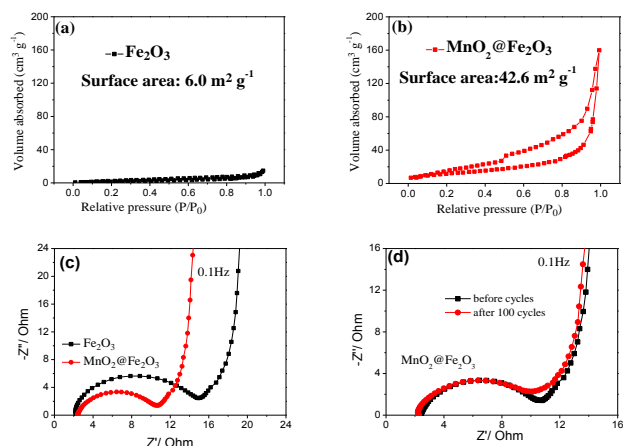 (a)
Fe₂O₃
Surface area: 6.0 m² g⁻¹
Volume absorbed (cm³ g⁻¹)
200
160
120
80
40
0
0.0 0.2 0.4 0.6 0.8 1.0
Relative pressure (P/P₀)
(b)
MnO₂@Fe₂O₃
Surface area:42.6 m² g⁻¹
Volume absorbed (cm³ g⁻¹)
200
160
120
80
40
0
0.0 0.2 0.4 0.6 0.8 1.0
Relative pressure (P/P₀)
(c)
0.1Hz
Fe₂O₃
MnO₂@Fe₂O₃
-Z''/ Ohm
24
20
16
12
8
4
0
0 4 8 12 16 20 24
Z'/ Ohm
(d)
0.1Hz
before cycles
after 100 cycles
MnO₂@Fe₂O₃
-Z''/ Ohm
16
12
8
4
0
0 4 8 12 16
Z'/ Ohm